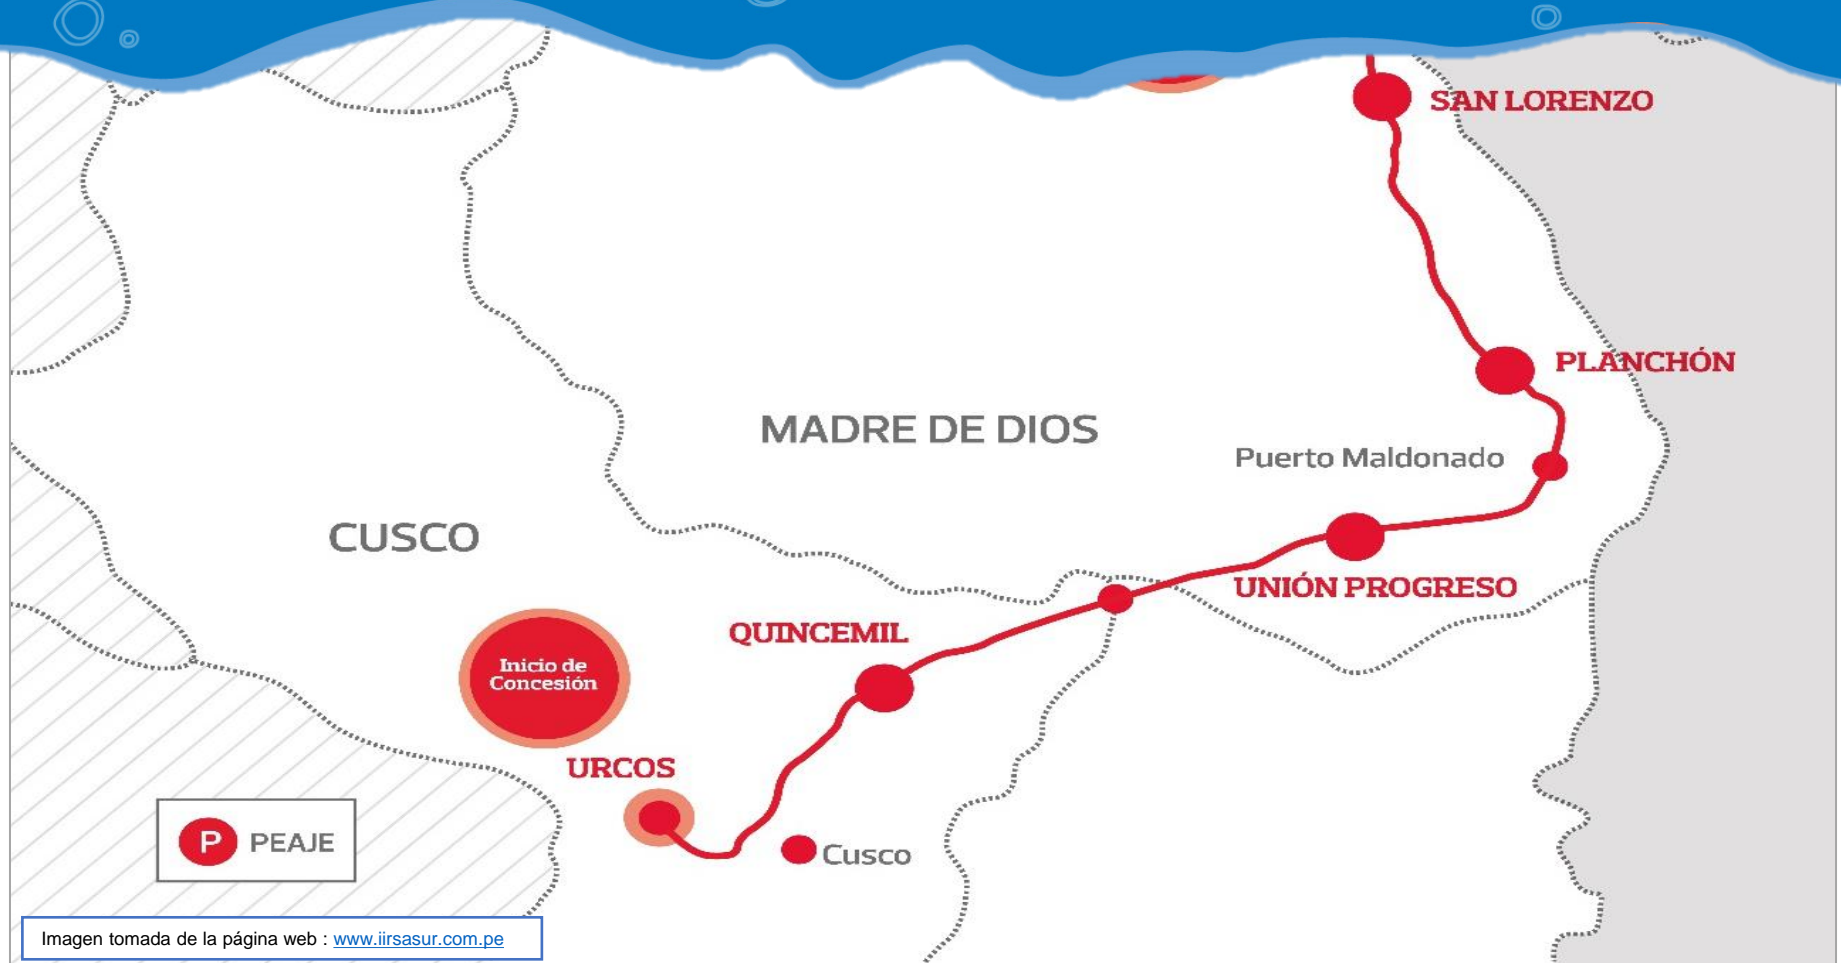 SAN LORENZO
PLANCHÓN
MADRE DE DIOS
Puerto Maldonado
CUSCO
UNIÓN PROGRESO
QUINCEMIL
Inicio de
Concesión
URCOS
P PEAJE
Cusco
Imagen tomada de la página web : www.iirsasur.com.pe